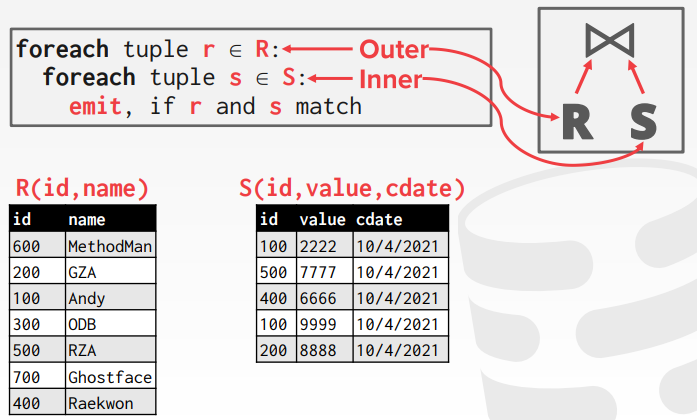 foreach tuple r ∈ R: Outer
foreach tuple s ∈ S: Inner
emit, if r and s match
⋈
R S
R(id,name)
id name
600 MethodMan
200 GZA
100 Andy
300 ODB
500 RZA
700 Ghostface
400 Raekwon
S(id,value,cdate)
id value cdate
100 2222 10/4/2021
500 7777 10/4/2021
400 6666 10/4/2021
100 9999 10/4/2021
200 8888 10/4/2021